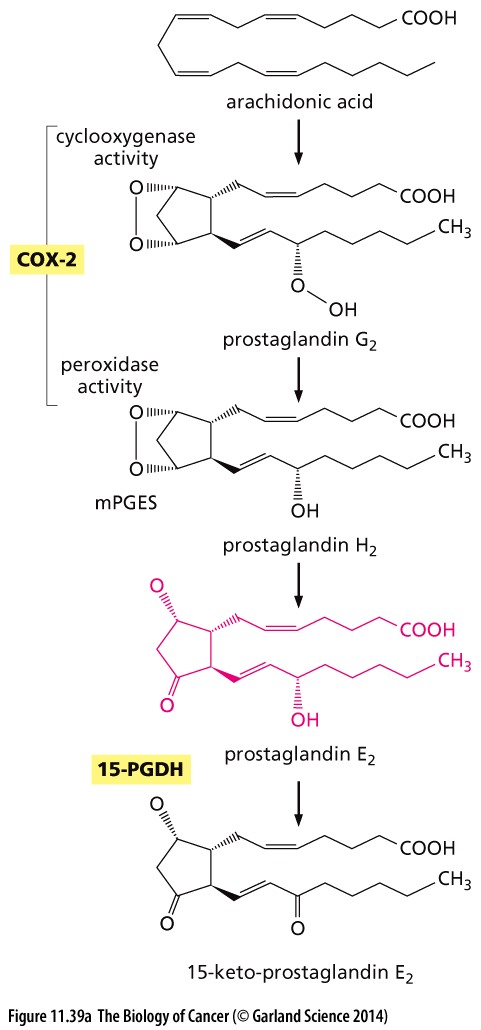 COOH
arachidonic acid
cyclooxygenase
activity
O
COOH
CH3
O
COX-2
O
OH
prostaglandin G2
peroxidase
activity
O
COOH
CH3
O
mPGES
OH
prostaglandin H2
O
COOH
CH3
O
OH
prostaglandin E2
15-PGDH
O
COOH
CH3
O
O
15-keto-prostaglandin E2
Figure 11.39a The Biology of Cancer (© Garland Science 2014)